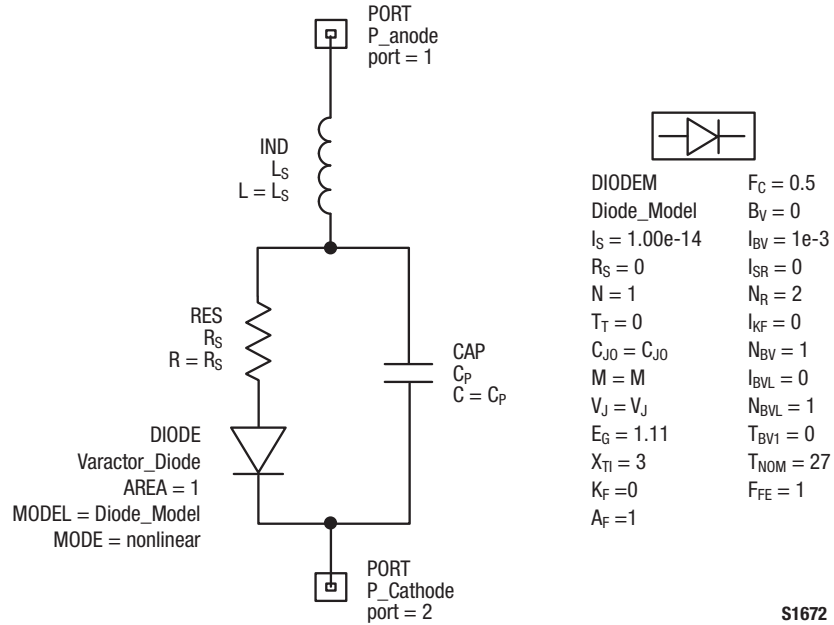 PORT
P_anode
port = 1
IND
L_S
L = L_S
RES
R_S
R = R_S
CAP
C_P
C = C_P
DIODE
Varactor_Diode
AREA = 1
MODEL = Diode_Model
MODE = nonlinear
PORT
P_Cathode
port = 2
DIODEM
Diode_Model
I_S = 1.00e-14
R_S = 0
N = 1
T_T = 0
C_J0 = C_J0
M = M
V_J = V_J
E_G = 1.11
X_TI = 3
K_F =0
A_F =1
F_C = 0.5
B_V = 0
I_BV = 1e-3
I_SR = 0
N_R = 2
I_KF = 0
N_BV = 1
I_BVL = 0
N_BVL = 1
T_BV1 = 0
T_NOM = 27
F_FE = 1
S1672